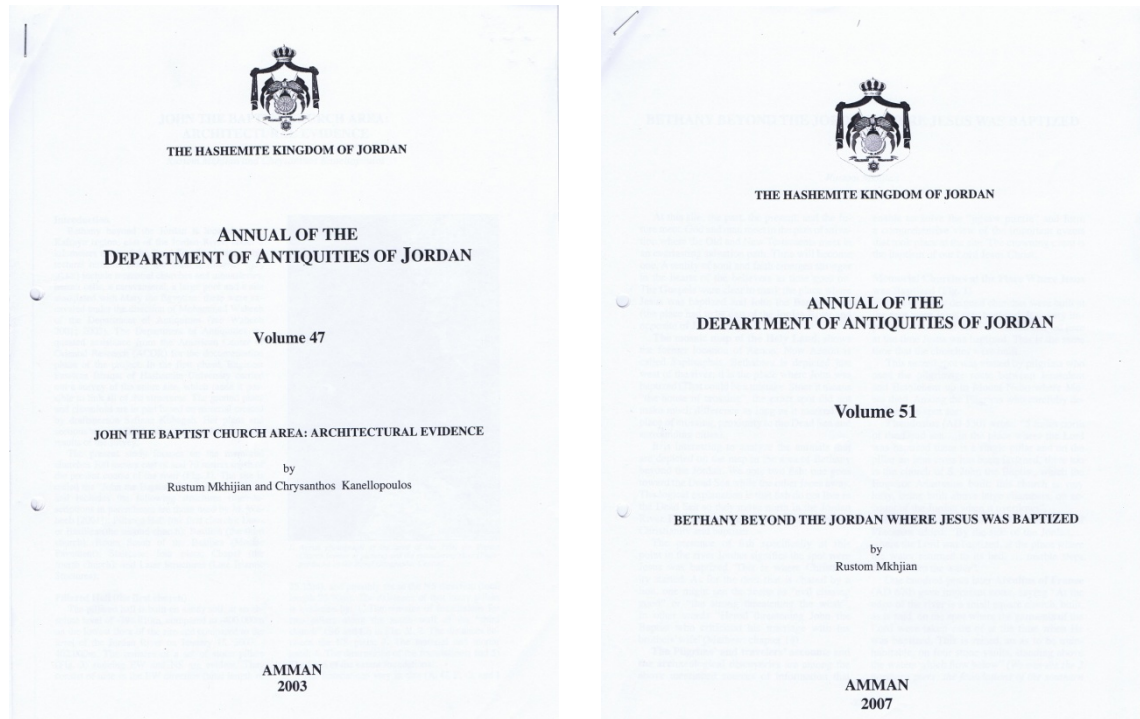 THE HASHEMITE KINGDOM OF JORDAN
ANNUAL OF THE
DEPARTMENT OF ANTIQUITIES OF JORDAN
Volume 47
JOHN THE BAPTIST CHURCH AREA: ARCHITECTURAL EVIDENCE
by
Rustum Mkhijian and Chrysanthos Kanellopoulos
AMMAN
2003
THE HASHEMITE KINGDOM OF JORDAN
ANNUAL OF THE
DEPARTMENT OF ANTIQUITIES OF JORDAN
Volume 51
BETHANY BEYOND THE JORDAN WHERE JESUS WAS BAPTIZED
by
Rustom Mkhjian
AMMAN
2007